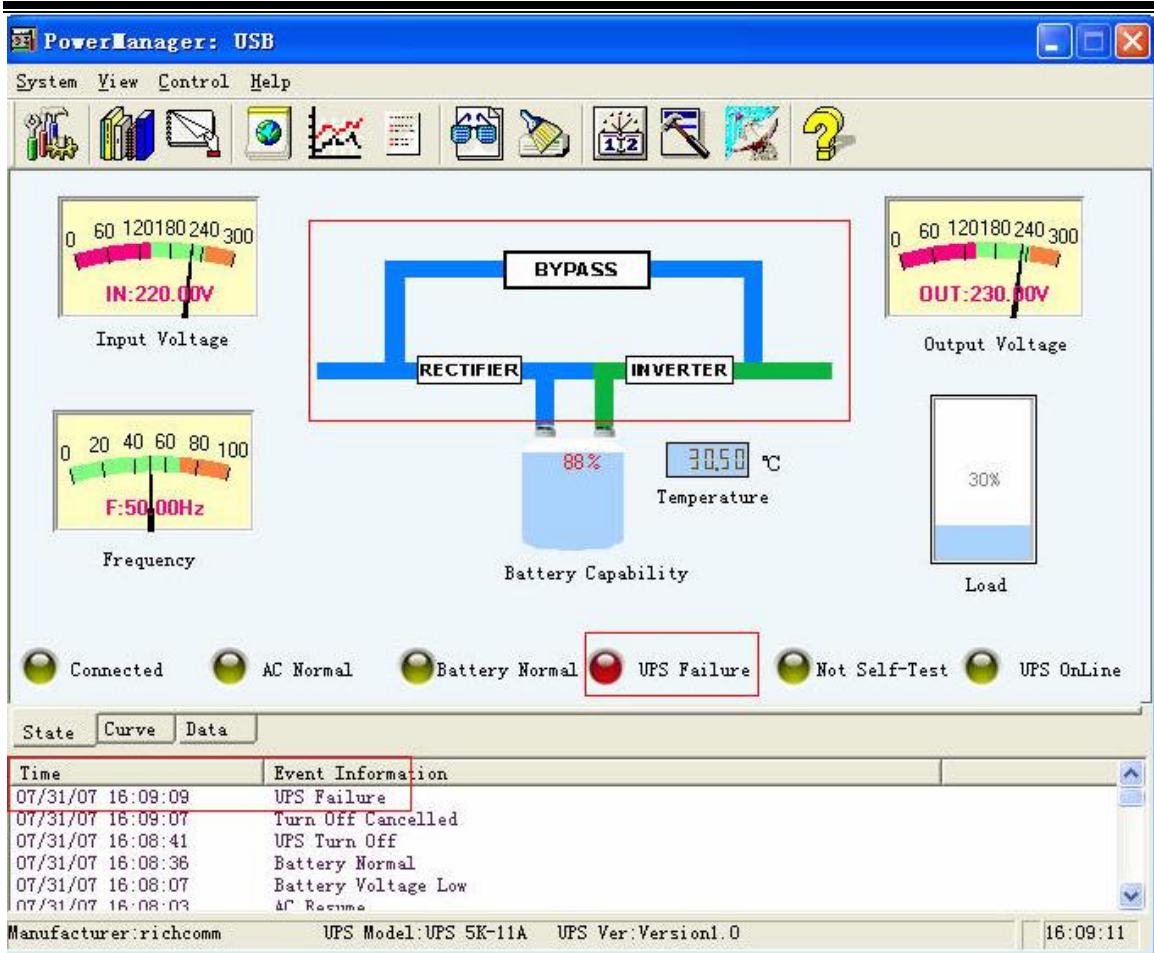 PowerManager: USB
System View Control Help
0 60 120 180 240 300
IN:220.00V
Input Voltage
BYPASS
RECTIFIER
INVERTER
0 60 120 180 240 300
OUT:230.00V
Output Voltage
0 20 40 60 80 100
F:50.00Hz
Frequency
88%
30.50 ℃
Temperature
Battery Capability
30%
Load
Connected AC Normal Battery Normal UPS Failure Not Self-Test UPS OnLine
State Curve Data
Time Event Information
07/31/07 16:09:09 UPS Failure
07/31/07 16:09:07 Turn Off Cancelled
07/31/07 16:08:41 UPS Turn Off
07/31/07 16:08:36 Battery Normal
07/31/07 16:08:07 Battery Voltage Low
07/31/07 16:08:03 AC Resume
Manufacturer:richcomm UPS Model:UPS 5K-11A UPS Ver:Version1.0 16:09:11